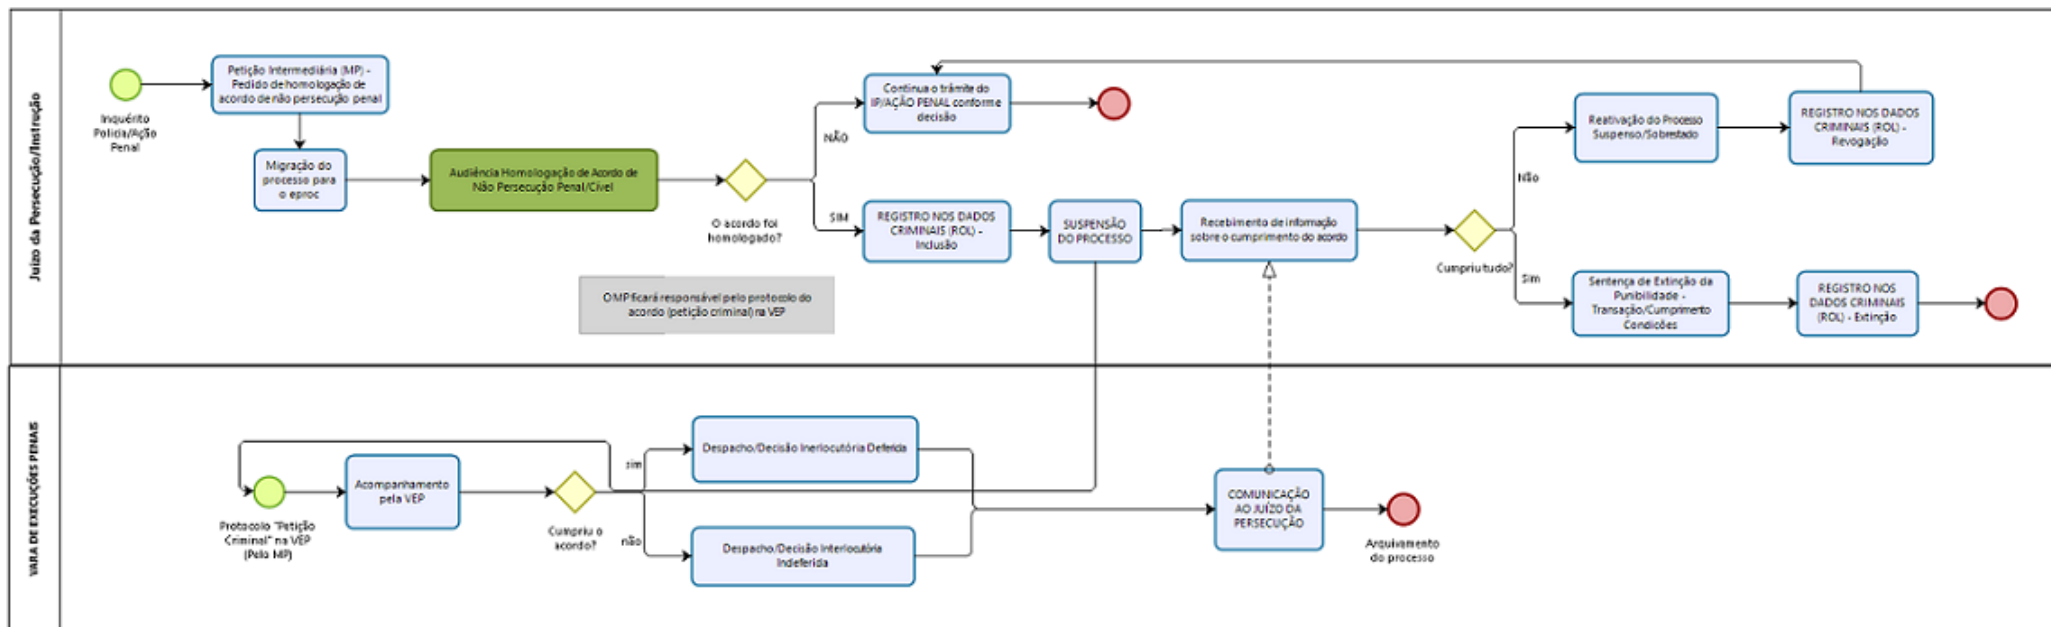 Juízo da Persecução/Instrução
Inquérito
Policia/Ação
Penal
Petição Intermediária (MP) -
Pedido de homologação de
acordo de não persecução penal
Migração do
processo para
o eproc
Audiência Homologação de Acordo de
Não Persecução Penal/Cível
O acordo foi
homologado?
NÃO
Continua o trâmite do
IP/AÇÃO PENAL conforme
decisão
SIM
REGISTRO NOS DADOS
CRIMINAIS (ROL) -
Inclusão
SUSPENSÃO
DO PROCESSO
Recebimento de informação
sobre o cumprimento do acordo
Cumpriu tudo?
Não
Reativação do Processo
Suspenso/Sobrestado
REGISTRO NOS DADOS
CRIMINAIS (ROL) -
Revogação
Sim
Sentença de Extinção da
Punibilidade -
Transação/Cumprimento
Condições
REGISTRO NOS
DADOS CRIMINAIS
(ROL) - Extinção
O MP ficará responsável pelo protocolo do
acordo (petição criminal) na VEP
VARA DE EXECUÇÕES PENAIS
Protocolo "Petição
Criminal" na VEP
(Pelo MP)
Acompanhamento
pela VEP
Cumpriu o
acordo?
sim
Despacho/Decisão Inerlocutória Deferida
não
Despacho/Decisão Interlocutória
Indeferida
COMUNICAÇÃO
AO JUÍZO DA
PERSECUÇÃO
Arquivamento
do processo